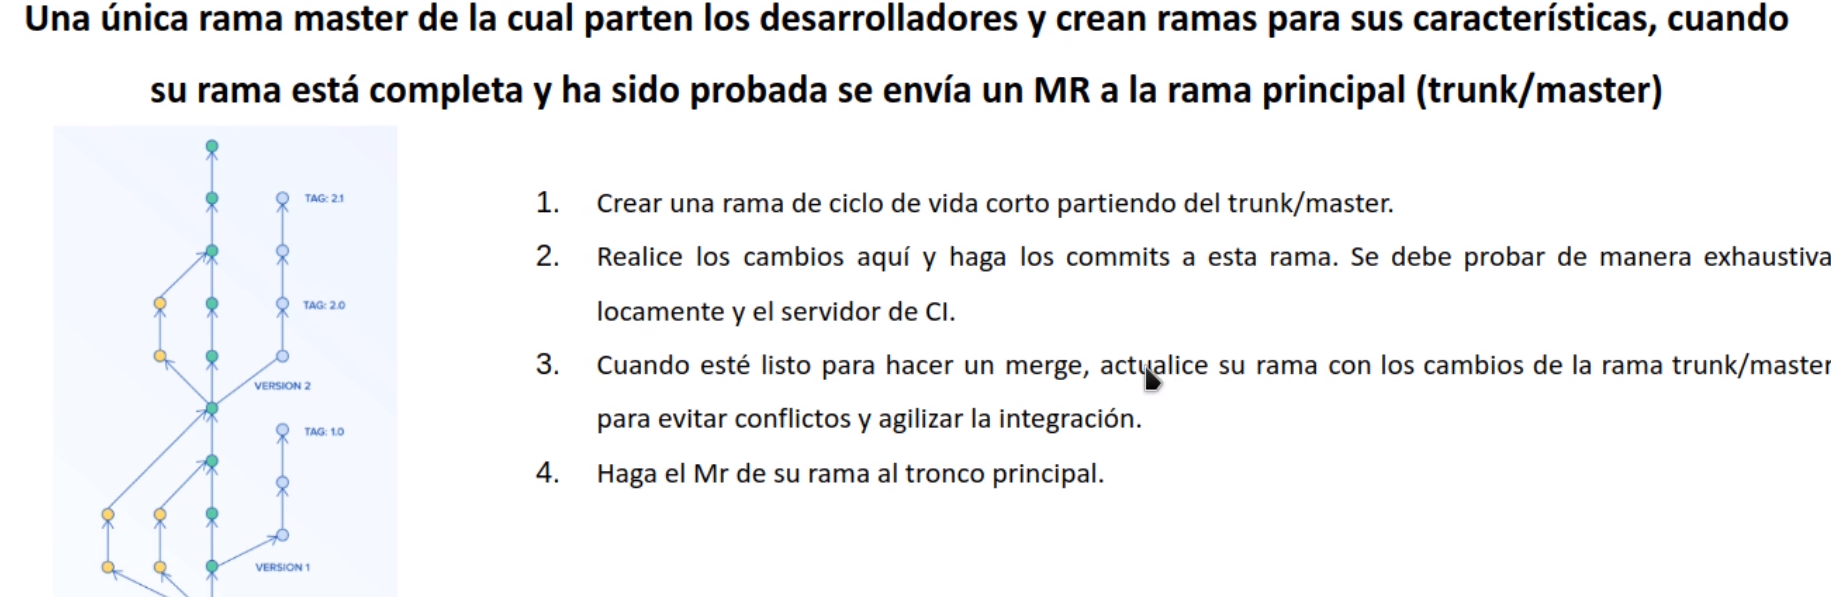 Una única rama master de la cual parten los desarrolladores y crean ramas para sus características, cuando
su rama está completa y ha sido probada se envía un MR a la rama principal (trunk/master)
TAG: 2.1
TAG: 2.0
VERSION 2
TAG: 1.0
VERSION 1
1. Crear una rama de ciclo de vida corto partiendo del trunk/master.
2. Realice los cambios aquí y haga los commits a esta rama. Se debe probar de manera exhaustiva
locamente y el servidor de CI.
3. Cuando esté listo para hacer un merge, actualice su rama con los cambios de la rama trunk/master
para evitar conflictos y agilizar la integración.
4. Haga el Mr de su rama al tronco principal.